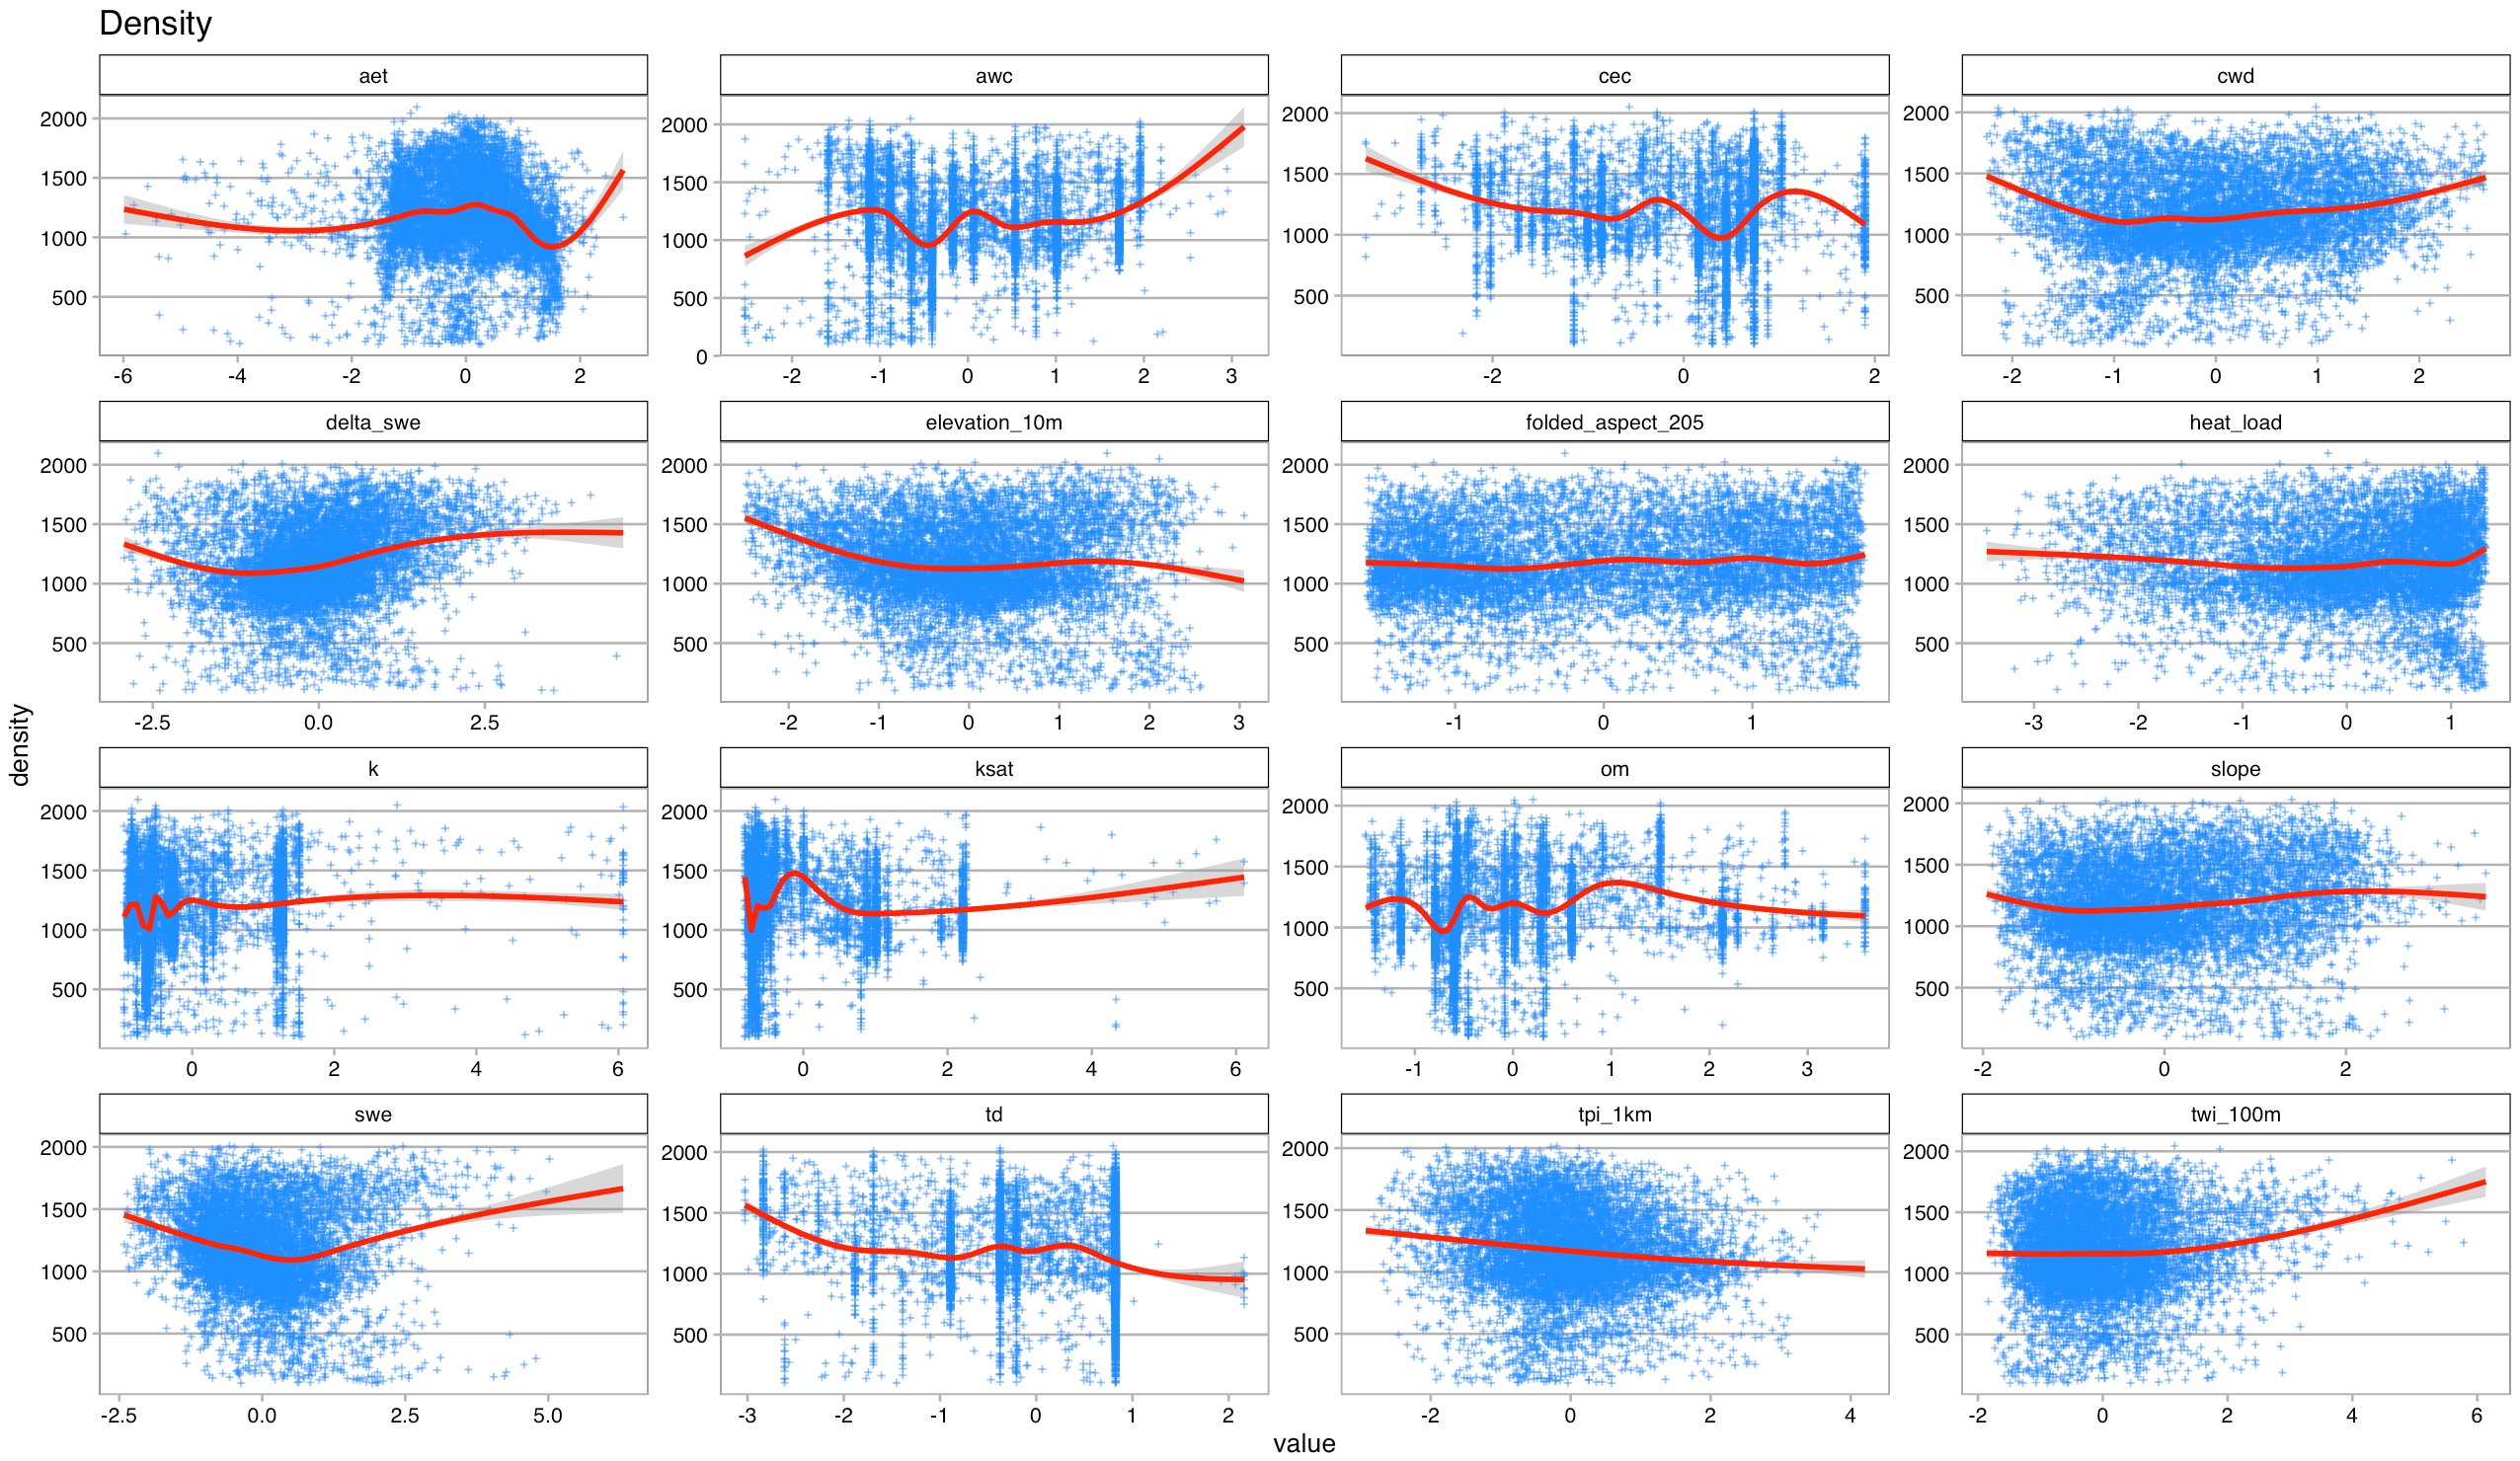 Density
aet awc cec cwd
2000 2000 2000 2000
1500 1500 1500 1500
1000 1000 1000 1000
500 500 500 500
0
-6 -4 -2 0 2 -2 -1 0 1 2 3 -2 0 2 -2 -1 0 1 2
delta_swe elevation_10m folded_aspect_205 heat_load
2000 2000 2000 2000
1500 1500 1500 1500
1000 1000 1000 1000
500 500 500 500
-2.5 0.0 2.5 -2 -1 0 1 2 3 -1 0 1 -3 -2 -1 0 1
density
k ksat om slope
2000 2000 2000 2000
1500 1500 1500 1500
1000 1000 1000 1000
500 500 500 500
0 2 4 6 0 2 4 6 -1 0 1 2 3 -2 0 2
swe td tpi_1km twi_100m
2000 2000 2000 2000
1500 1500 1500 1500
1000 1000 1000 1000
500 500 500 500
-2.5 0.0 2.5 5.0 -3 -2 -1 0 1 2 -2 0 2 4 -2 0 2 4 6
value